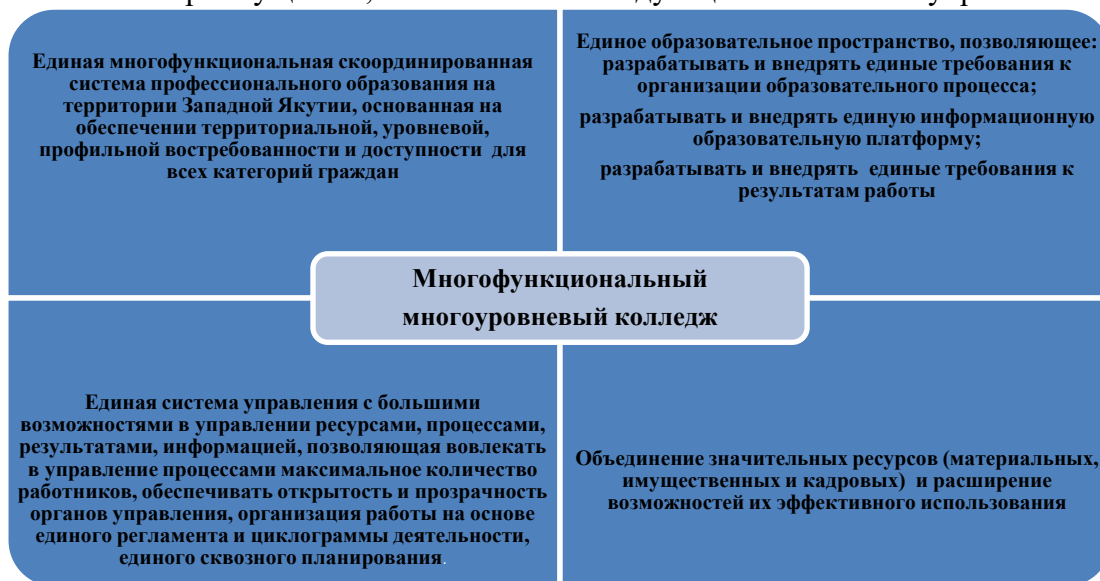 Единая многофункциональная скоординированная
система профессионального образования на
территории Западной Якутии, основанная на
обеспечении территориальной, уровневой,
профильной востребованности и доступности для
всех категорий граждан
Единое образовательное пространство, позволяющее:
разрабатывать и внедрять единые требования к
организации образовательного процесса;
разрабатывать и внедрять единую информационную
образовательную платформу;
разрабатывать и внедрять единые требования к
результатам работы
Многофункциональный
многоуровневый колледж
Единая система управления с большими
возможностями в управлении ресурсами, процессами,
результатами, информацией, позволяющая вовлекать
в управление процессами максимальное количество
работников, обеспечивать открытость и прозрачность
органов управления, организация работы на основе
единого регламента и циклограммы деятельности,
единого сквозного планирования.
Объединение значительных ресурсов (материальных,
имущественных и кадровых) и расширение
возможностей их эффективного использования